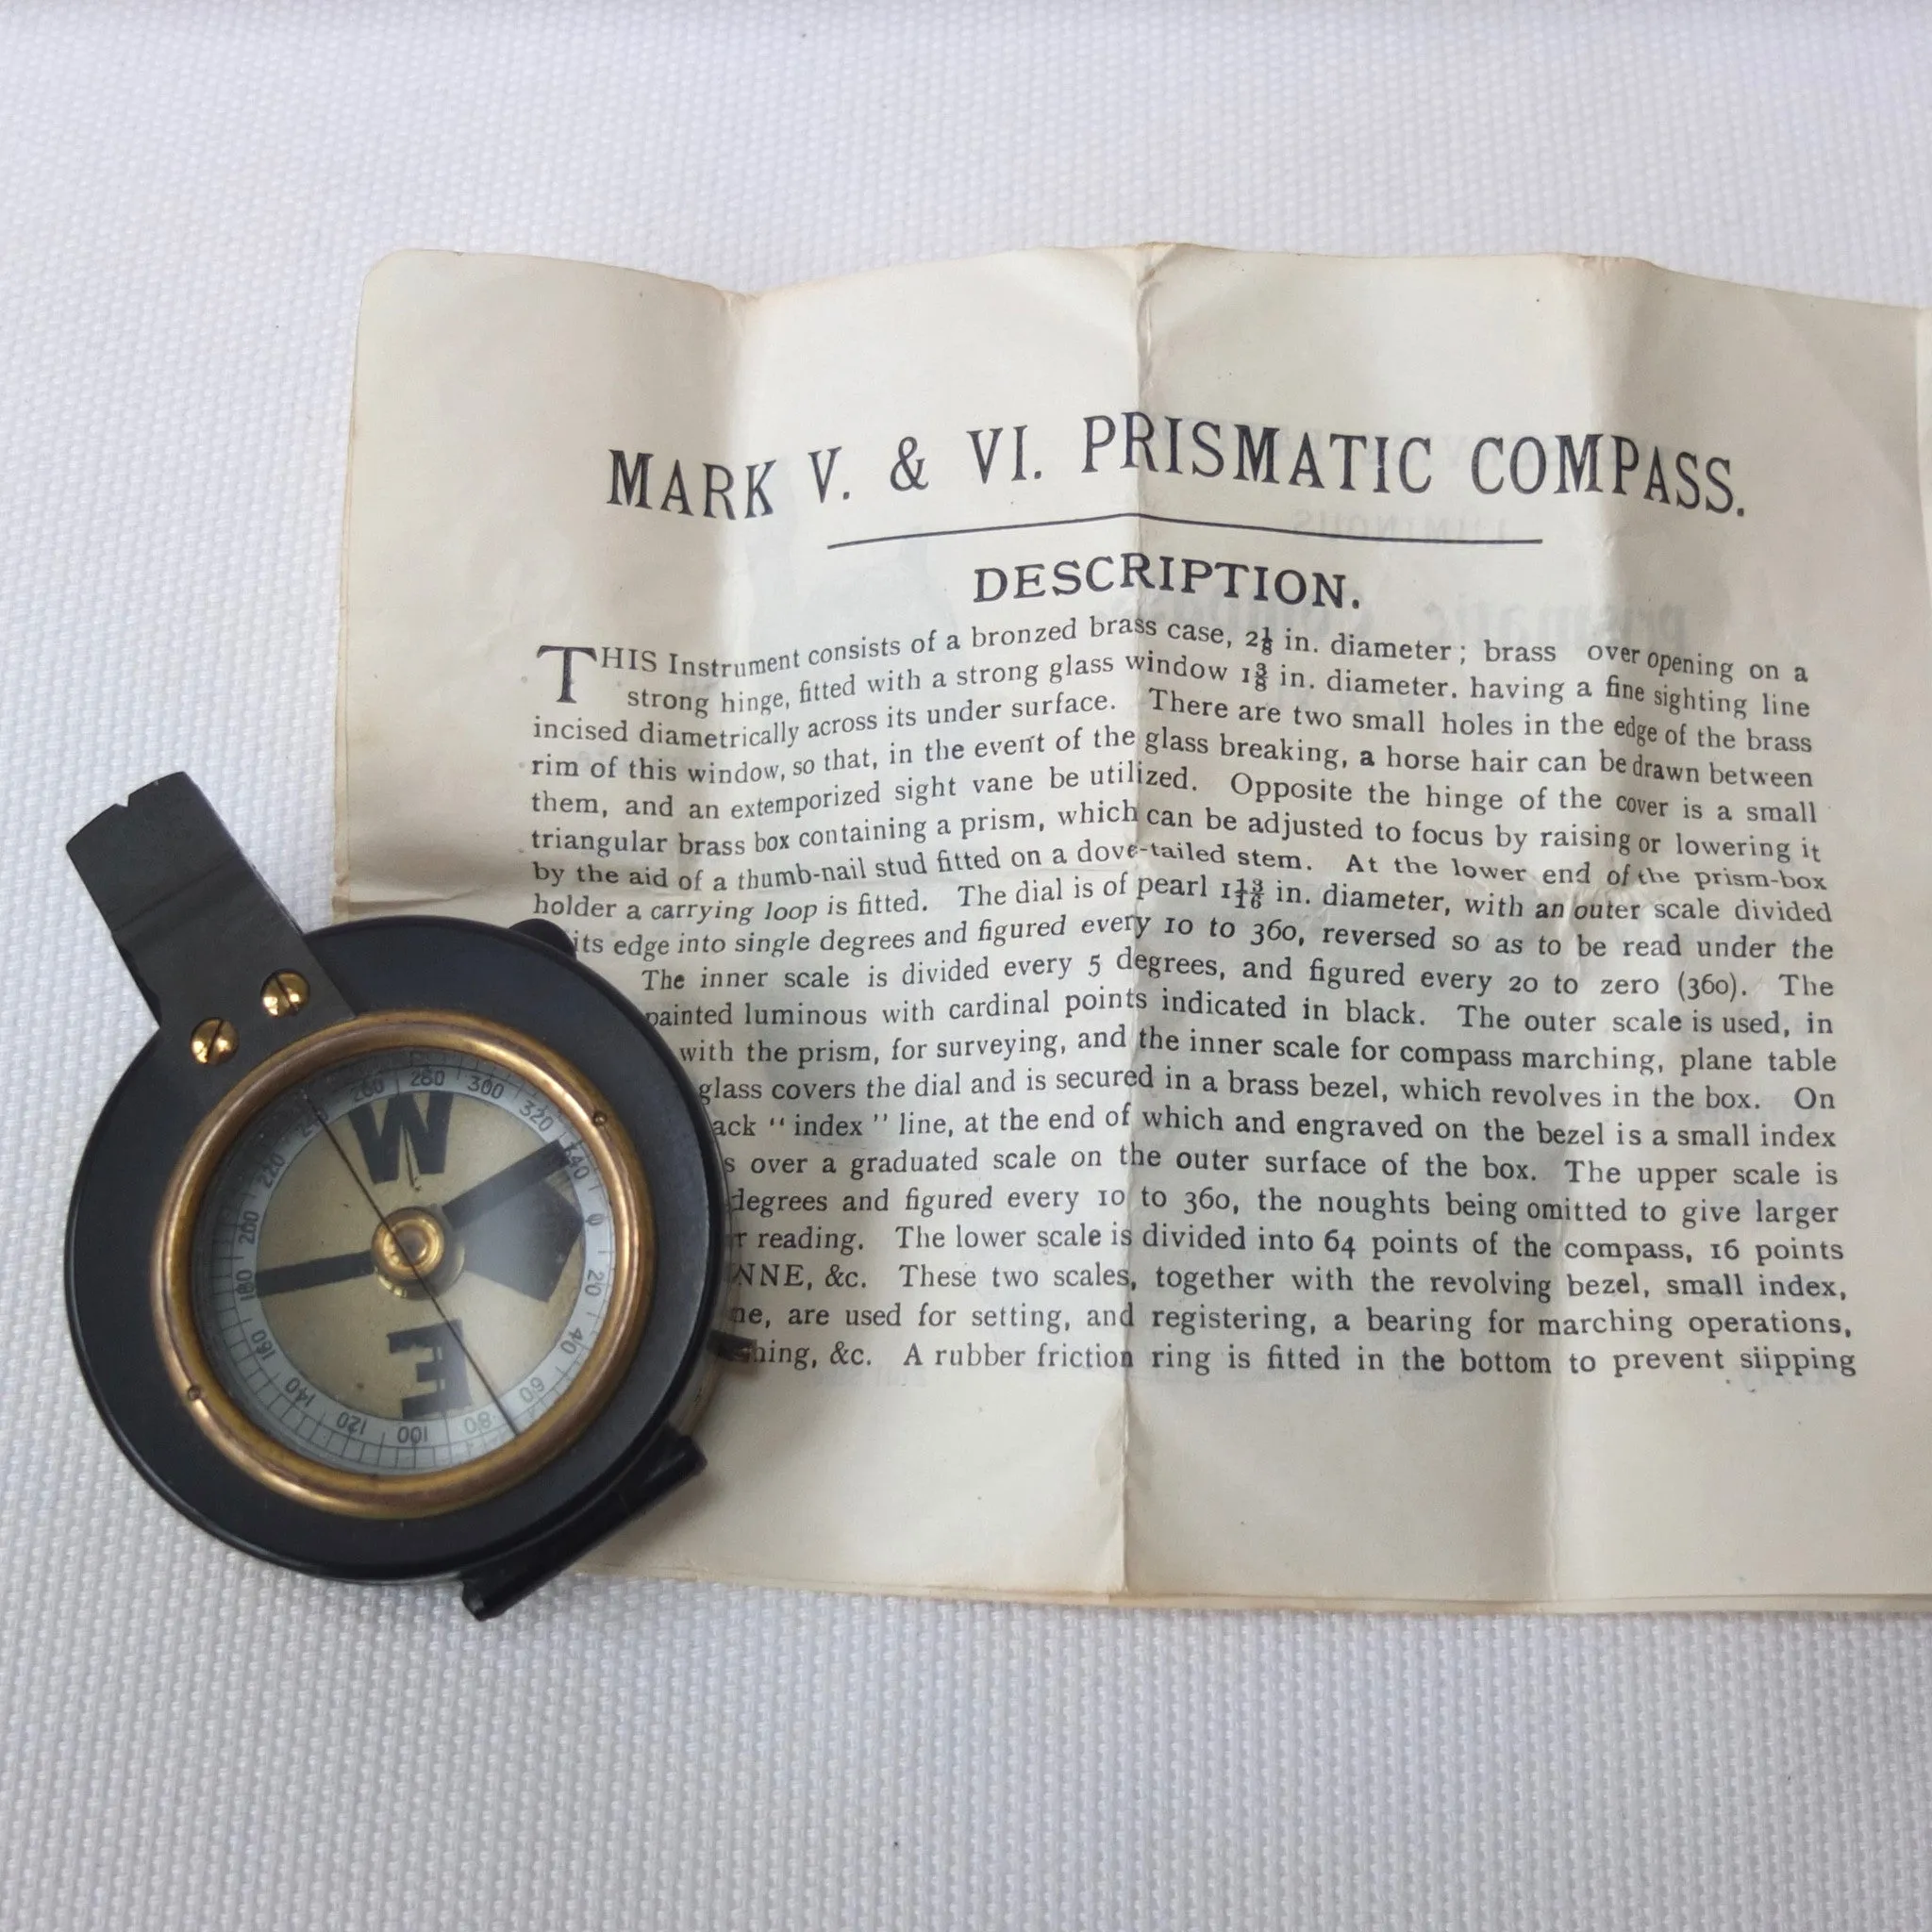 MARK V. & VI. PRISMATIC COMPASS.
DESCRIPTION.
THIS Instrument consists of a bronzed brass case, 2⅛ in. diameter; brass over opening on a
strong hinge, fitted with a strong glass window 1⅜ in. diameter. having a fine sighting line
incised diametrically across its under surface. There are two small holes in the edge of the brass
rim of this window, so that, in the event of the glass breaking, a horse hair can be drawn between
them, and an extemporized sight vane be utilized. Opposite the hinge of the cover is a small
triangular brass box containing a prism, which can be adjusted to focus by raising or lowering it
by the aid of a thumb-nail stud fitted on a dove-tailed stem. At the lower end of the prism-box
holder a carrying loop is fitted. The dial is of pearl 1 13/16 in. diameter, with an outer scale divided
its edge into single degrees and figured every 10 to 360, reversed so as to be read under the
The inner scale is divided every 5 degrees, and figured every 20 to zero (360). The
painted luminous with cardinal points indicated in black. The outer scale is used, in
with the prism, for surveying, and the inner scale for compass marching, plane table
glass covers the dial and is secured in a brass bezel, which revolves in the box. On
ack "index" line, at the end of which and engraved on the bezel is a small index
s over a graduated scale on the outer surface of the box. The upper scale is
degrees and figured every 10 to 360, the noughts being omitted to give larger
r reading. The lower scale is divided into 64 points of the compass, 16 points
NNE, &c. These two scales, together with the revolving bezel, small index,
ne, are used for setting, and registering, a bearing for marching operations,
hing, &c. A rubber friction ring is fitted in the bottom to prevent siipping
W
E
0
20
40
60
80
100
120
140
160
180
200
220
260
280
300
320
340